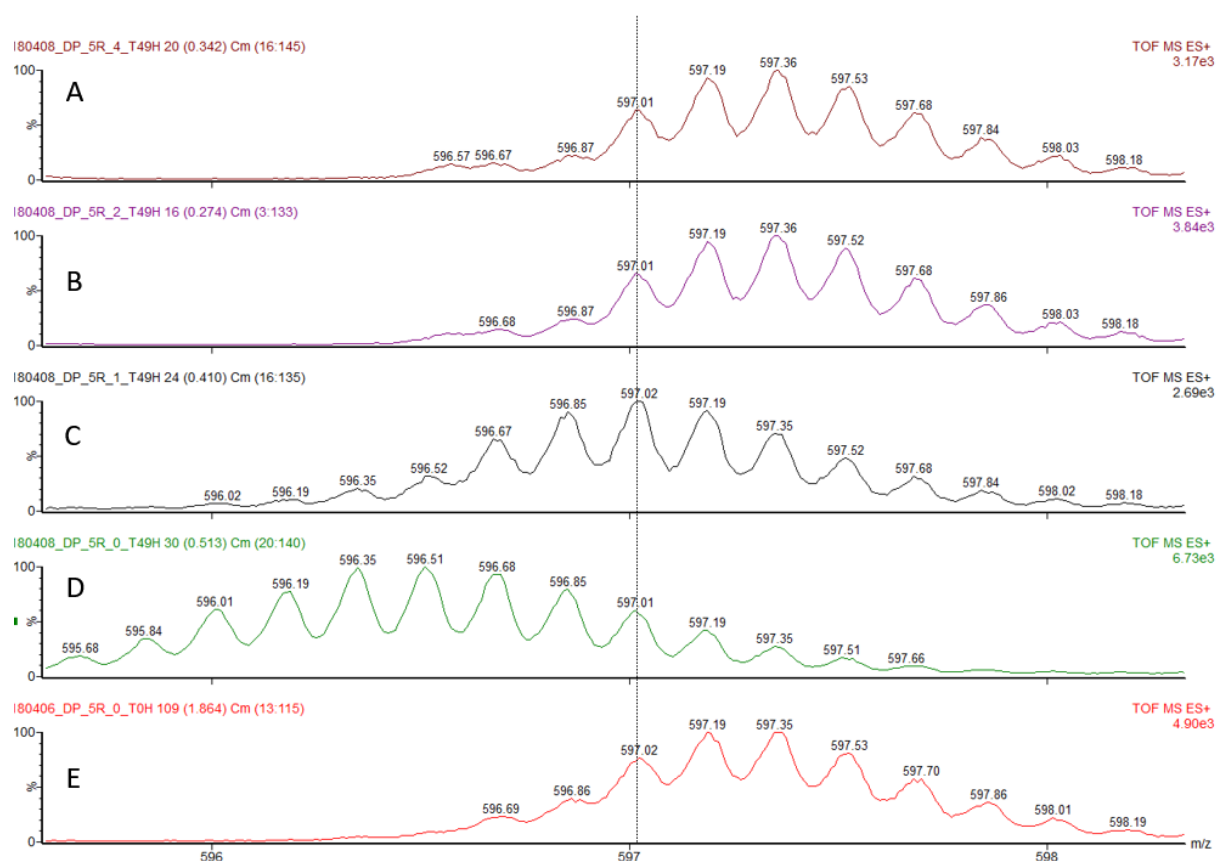 180408_DP_5R_4_T49H 20 (0.342) Cm (16:145)
TOF MS ES+
3.17e3
A
100
%
0
596.57 596.67 596.87 597.01 597.19 597.36 597.53 597.68 597.84 598.03 598.18
180408_DP_5R_2_T49H 16 (0.274) Cm (3:133)
TOF MS ES+
3.84e3
B
100
%
0
596.68 596.87 597.01 597.19 597.36 597.52 597.68 597.86 598.03 598.18
180408_DP_5R_1_T49H 24 (0.410) Cm (16:135)
TOF MS ES+
2.69e3
C
100
%
0
596.02 596.19 596.35 596.52 596.67 596.85 597.02 597.19 597.35 597.52 597.68 597.84 598.02 598.18
180408_DP_5R_0_T49H 30 (0.513) Cm (20:140)
TOF MS ES+
6.73e3
D
100
%
0
595.68 595.84 596.01 596.19 596.35 596.51 596.68 596.85 597.01 597.19 597.35 597.51 597.66
180406_DP_5R_0_T0H 109 (1.864) Cm (13:115)
TOF MS ES+
4.90e3
E
100
%
0
596.69 596.86 597.02 597.19 597.35 597.53 597.70 597.86 598.01 598.19
596 597 598 m/z